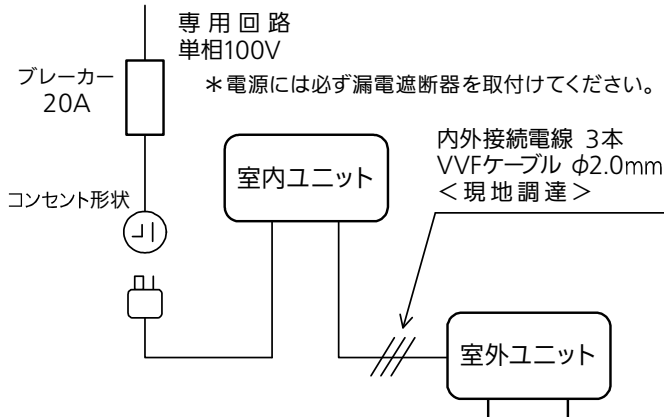 専用回路
単相100V
ブレーカー
20A
＊電源には必ず漏電遮断器を取付けてください。
内外接続電線 3本
VVFケーブル φ2.0mm
＜現地調達＞
室内ユニット
コンセント形状
室外ユニット